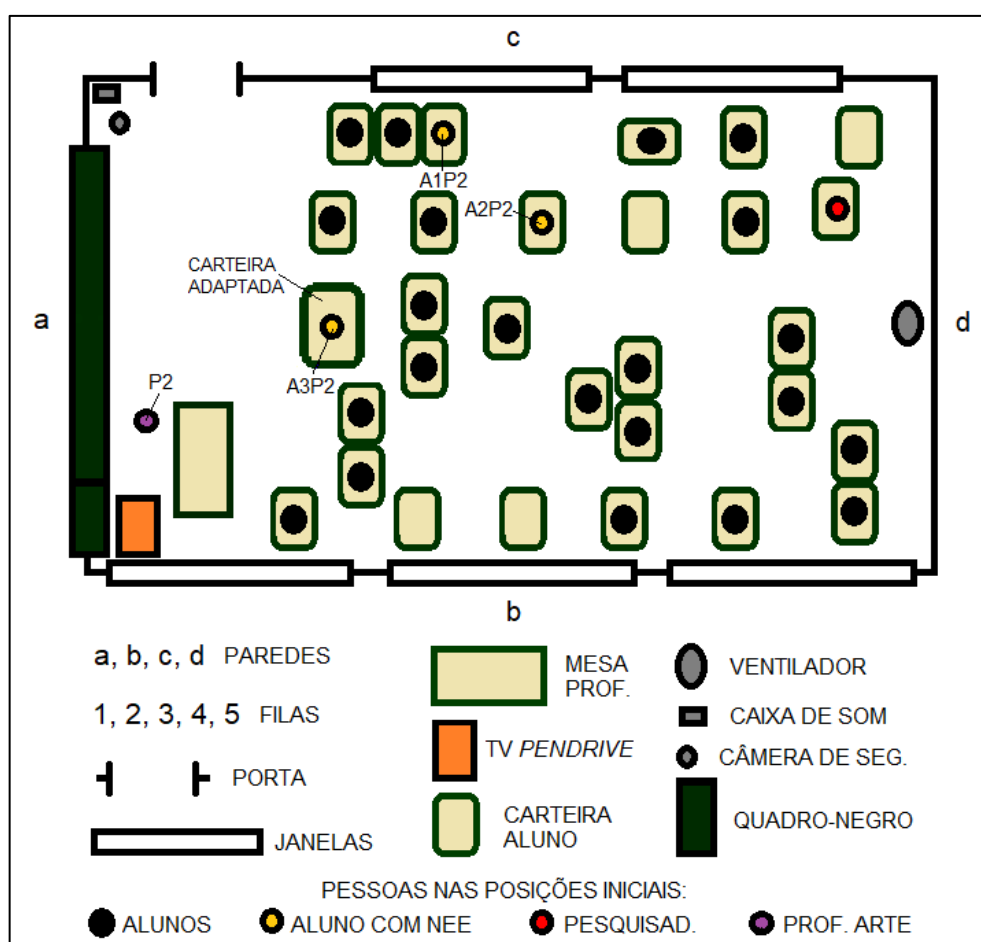 c
A1P2
A2P2
CARTEIRA
ADAPTADA
a
d
A3P2
P2
b
a, b, c, d PAREDES
1, 2, 3, 4, 5 FILAS
PORTA
JANELAS
MESA
PROF.
TV PENDRIVE
CARTEIRA
ALUNO
VENTILADOR
CAIXA DE SOM
CÂMERA DE SEG.
QUADRO-NEGRO
PESSOAS NAS POSIÇÕES INICIAIS:
ALUNOS
ALUNO COM NEE
PESQUISAD.
PROF. ARTE